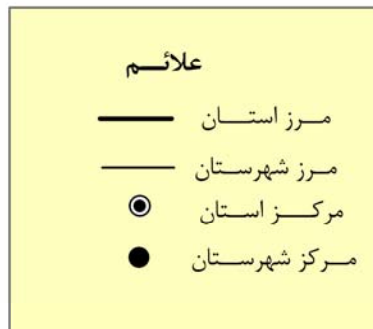 علائم
مرز استان
مرز شهرستان
مرکز استان
مرکز شهرستان